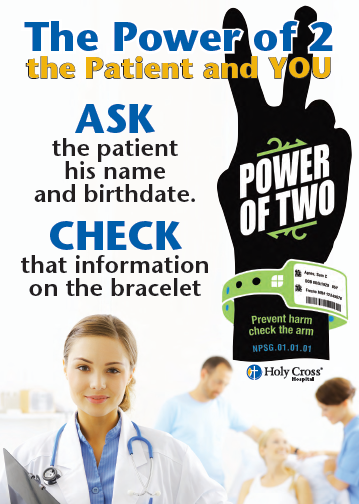 The Power of 2
the Patient and YOU
ASK
the patient
his name
and birthdate.
CHECK
that information
on the bracelet
POWER
OF TWO
Prevent harm
check the arm
NPSG.01.01.01
Holy Cross®
Hospital